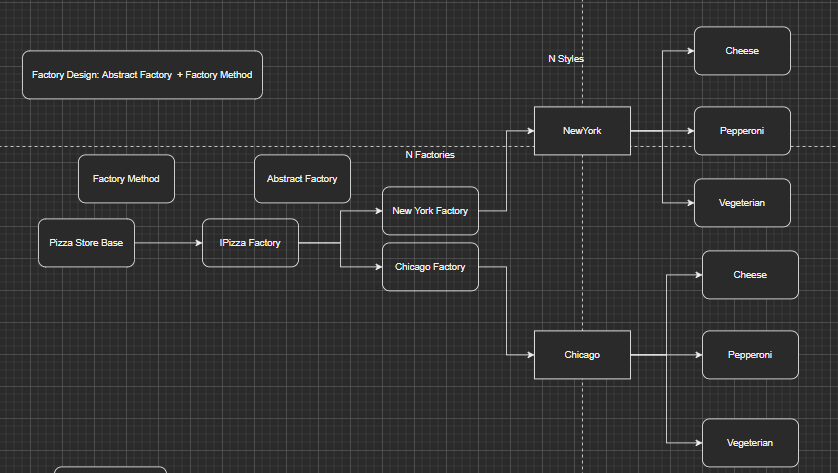 Factory Design: Abstract Factory + Factory Method
N Styles
Cheese
NewYork
Pepperoni
Vegeterian
N Factories
Factory Method
Abstract Factory
Pizza Store Base
IPizza Factory
New York Factory
Chicago Factory
Chicago
Cheese
Pepperoni
Vegeterian